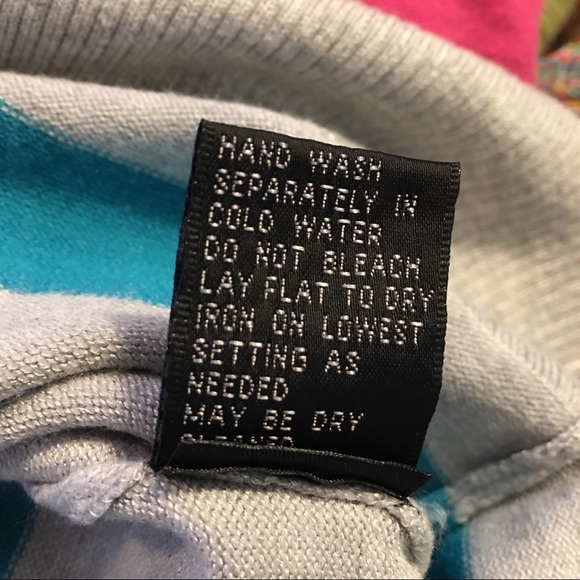 HAND WASH
SEPARATELY IN
COLD WATER
DO NOT BLEACH
LAY FLAT TO DRY
IRON ON LOWEST
SETTING AS
NEEDED
MAY BE DRY
CLEANED